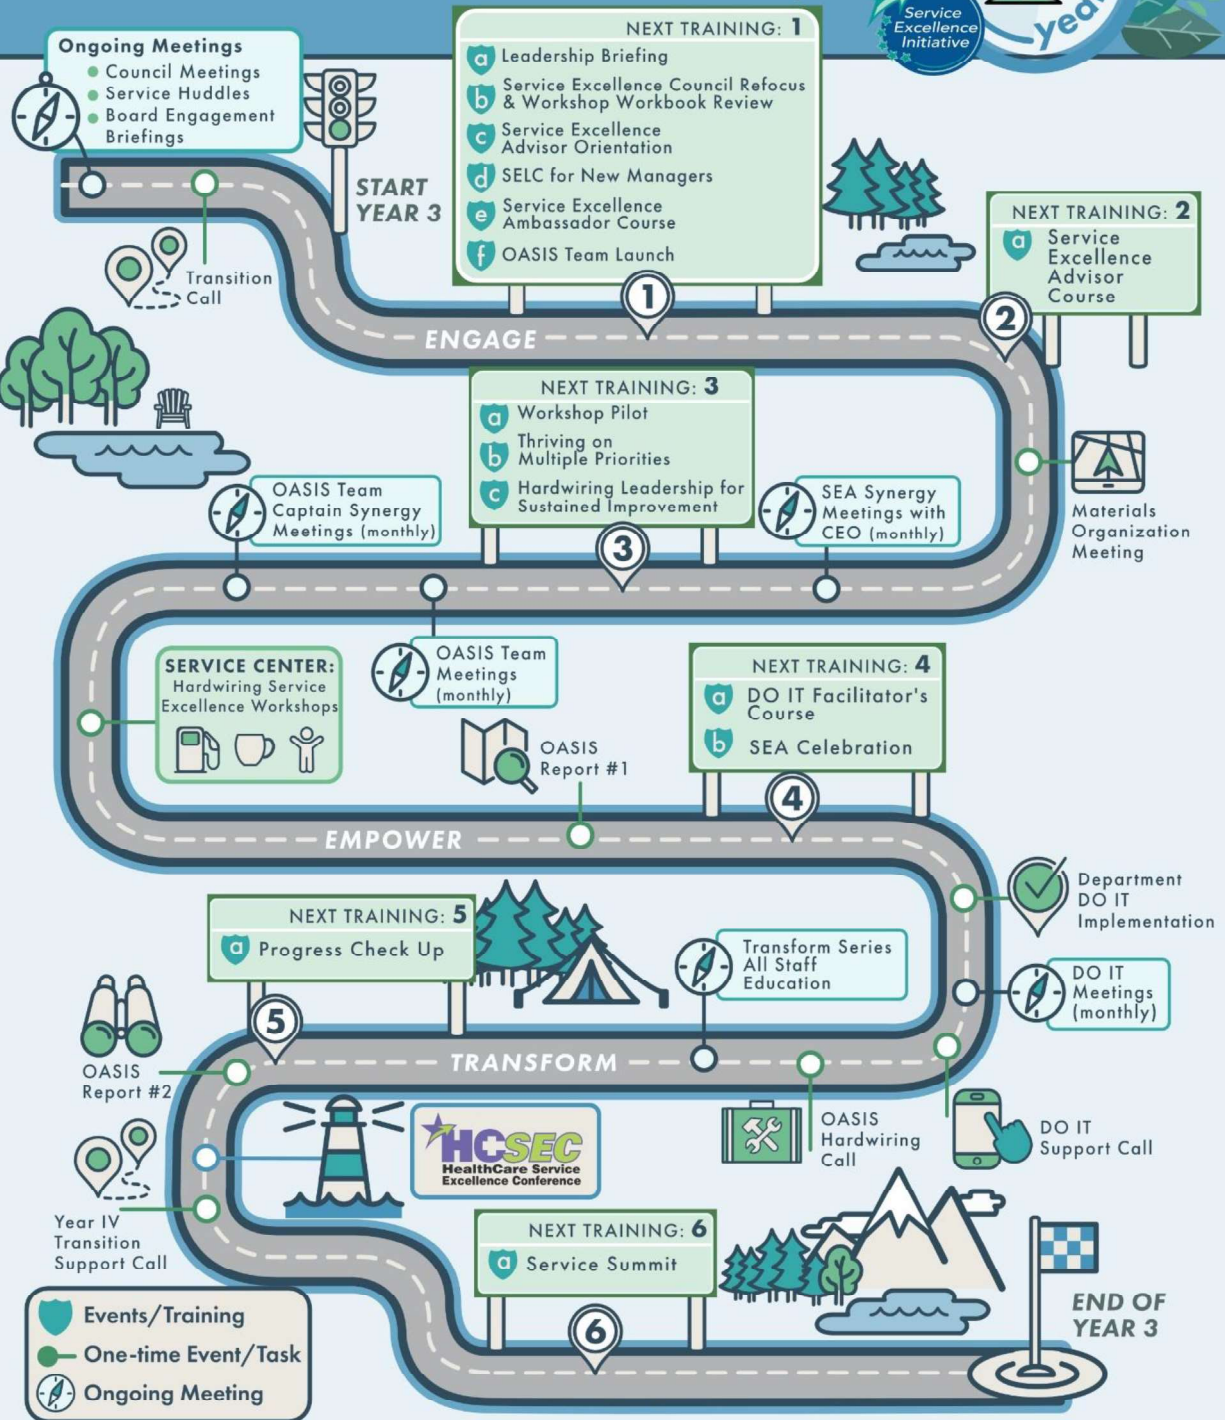 Service
Excellence
Initiative
year
Ongoing Meetings
Council Meetings
Service Huddles
Board Engagement
Briefings
START
YEAR 3
Transition
Call
NEXT TRAINING: 1
a Leadership Briefing
b Service Excellence Council Refocus
& Workshop Workbook Review
c Service Excellence
Advisor Orientation
d SELC for New Managers
e Service Excellence
Ambassador Course
f OASIS Team Launch
1
ENGAGE
NEXT TRAINING: 2
a Service
Excellence
Advisor
Course
2
Materials
Organization
Meeting
NEXT TRAINING: 3
a Workshop Pilot
b Thriving on
Multiple Priorities
c Hardwiring Leadership for
Sustained Improvement
3
SEA Synergy
Meetings with
CEO (monthly)
OASIS Team
Captain Synergy
Meetings (monthly)
OASIS Team
Meetings
(monthly)
SERVICE CENTER:
Hardwiring Service
Excellence Workshops
OASIS
Report #1
EMPOWER
NEXT TRAINING: 4
a DO IT Facilitator's
Course
b SEA Celebration
4
Department
DO IT
Implementation
DO IT
Meetings
(monthly)
DO IT
Support Call
OASIS
Hardwiring
Call
Transform Series
All Staff
Education
TRANSFORM
NEXT TRAINING: 5
a Progress Check Up
5
OASIS
Report #2
HCSEC
HealthCare Service
Excellence Conference
Year IV
Transition
Support Call
NEXT TRAINING: 6
a Service Summit
6
END OF
YEAR 3
Events/Training
One-time Event/Task
Ongoing Meeting